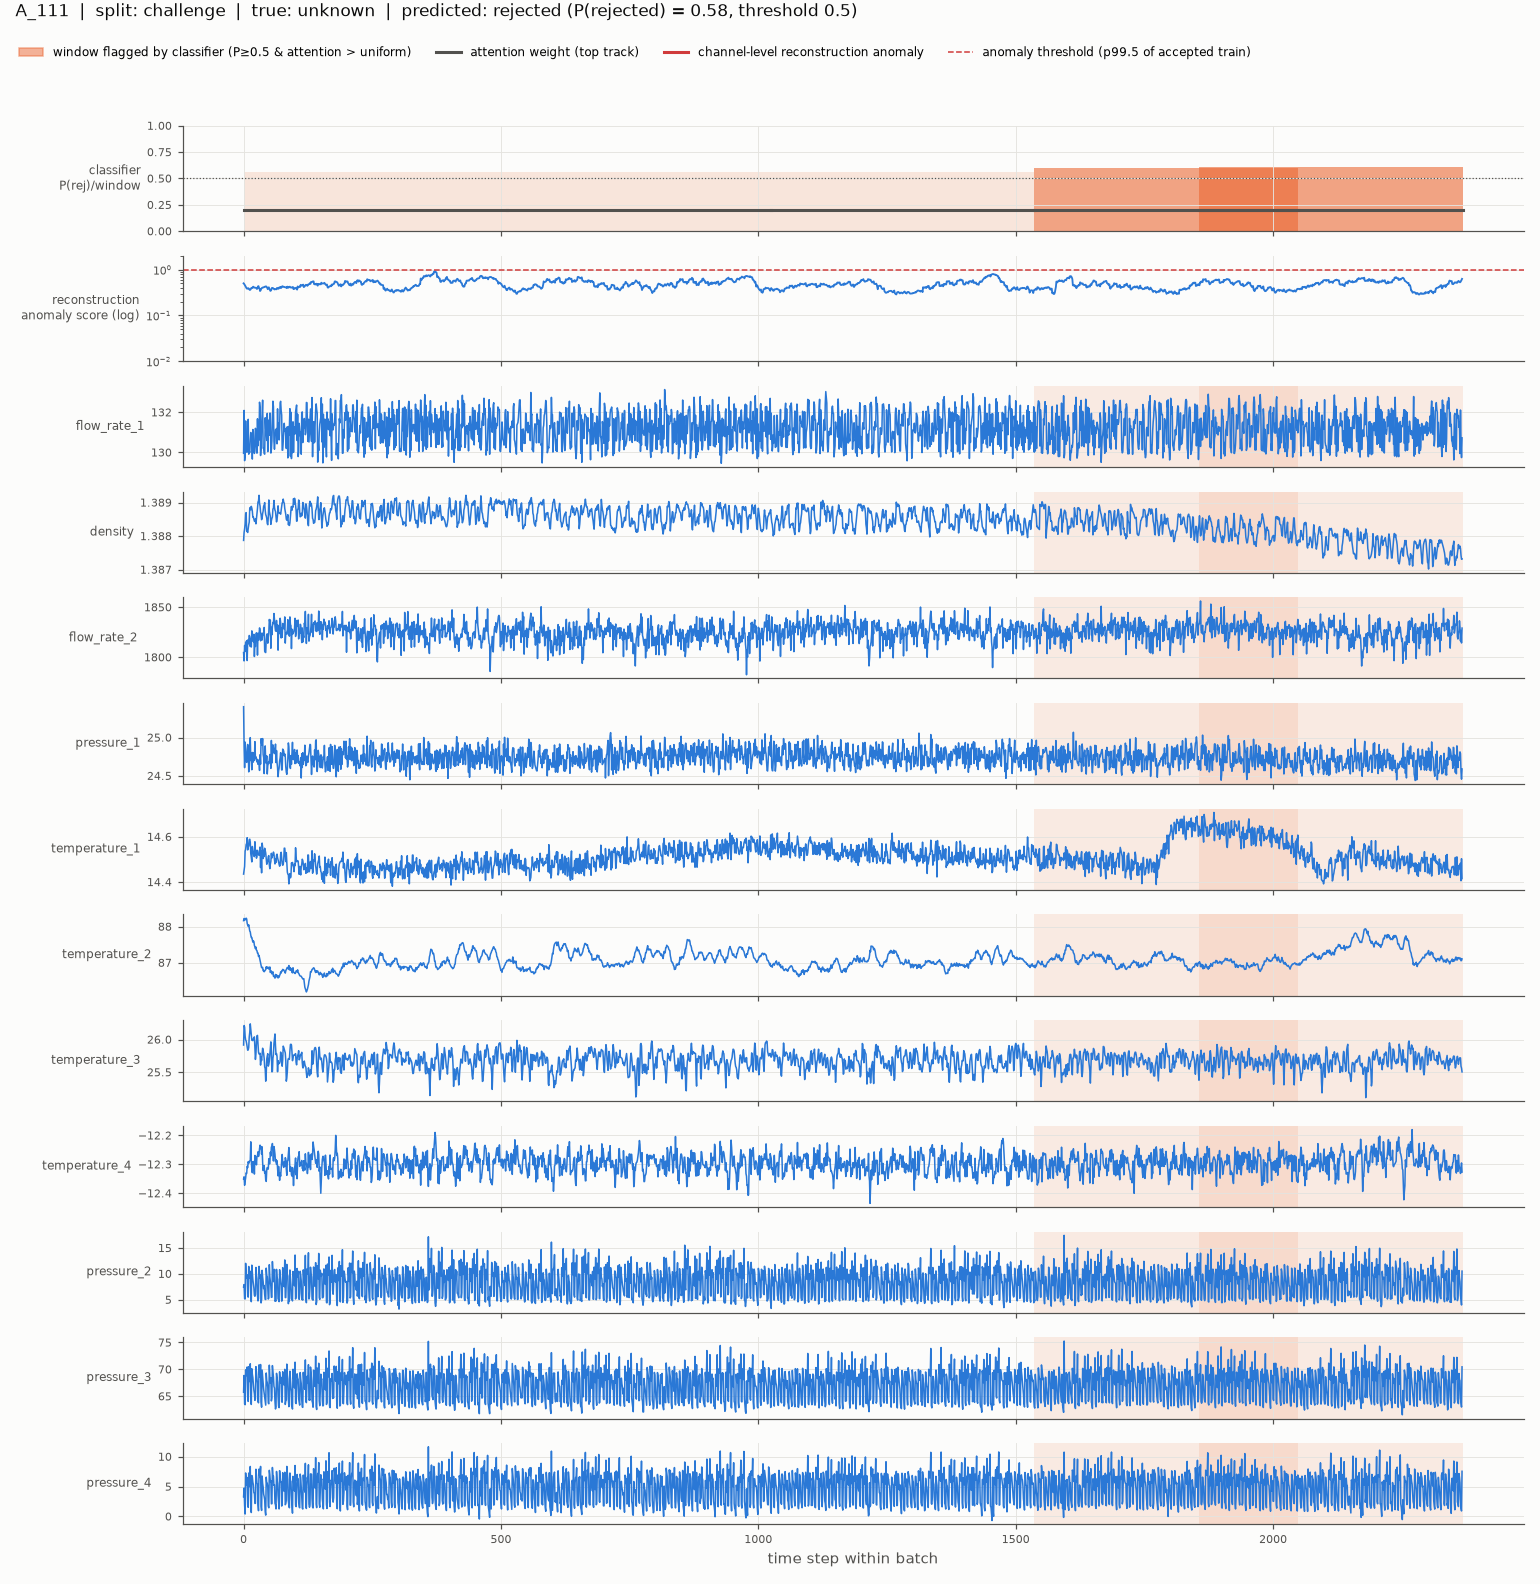 A_111 | split: challenge | true: unknown | predicted: rejected (P(rejected) = 0.58, threshold 0.5)
window flagged by classifier (P≥0.5 & attention > uniform) attention weight (top track) channel-level reconstruction anomaly anomaly threshold (p99.5 of accepted train)
1.00
0.75
0.50
0.25
0.00
classifier
P(rej)/window
10⁰
10⁻¹
10⁻²
reconstruction
anomaly score (log)
132
130
flow_rate_1
1.389
1.388
1.387
density
1850
1800
flow_rate_2
25.0
24.5
pressure_1
14.6
14.4
temperature_1
88
87
temperature_2
26.0
25.5
temperature_3
−12.2
−12.3
−12.4
temperature_4
15
10
5
pressure_2
75
70
65
pressure_3
10
5
0
pressure_4
0 500 1000 1500 2000
time step within batch